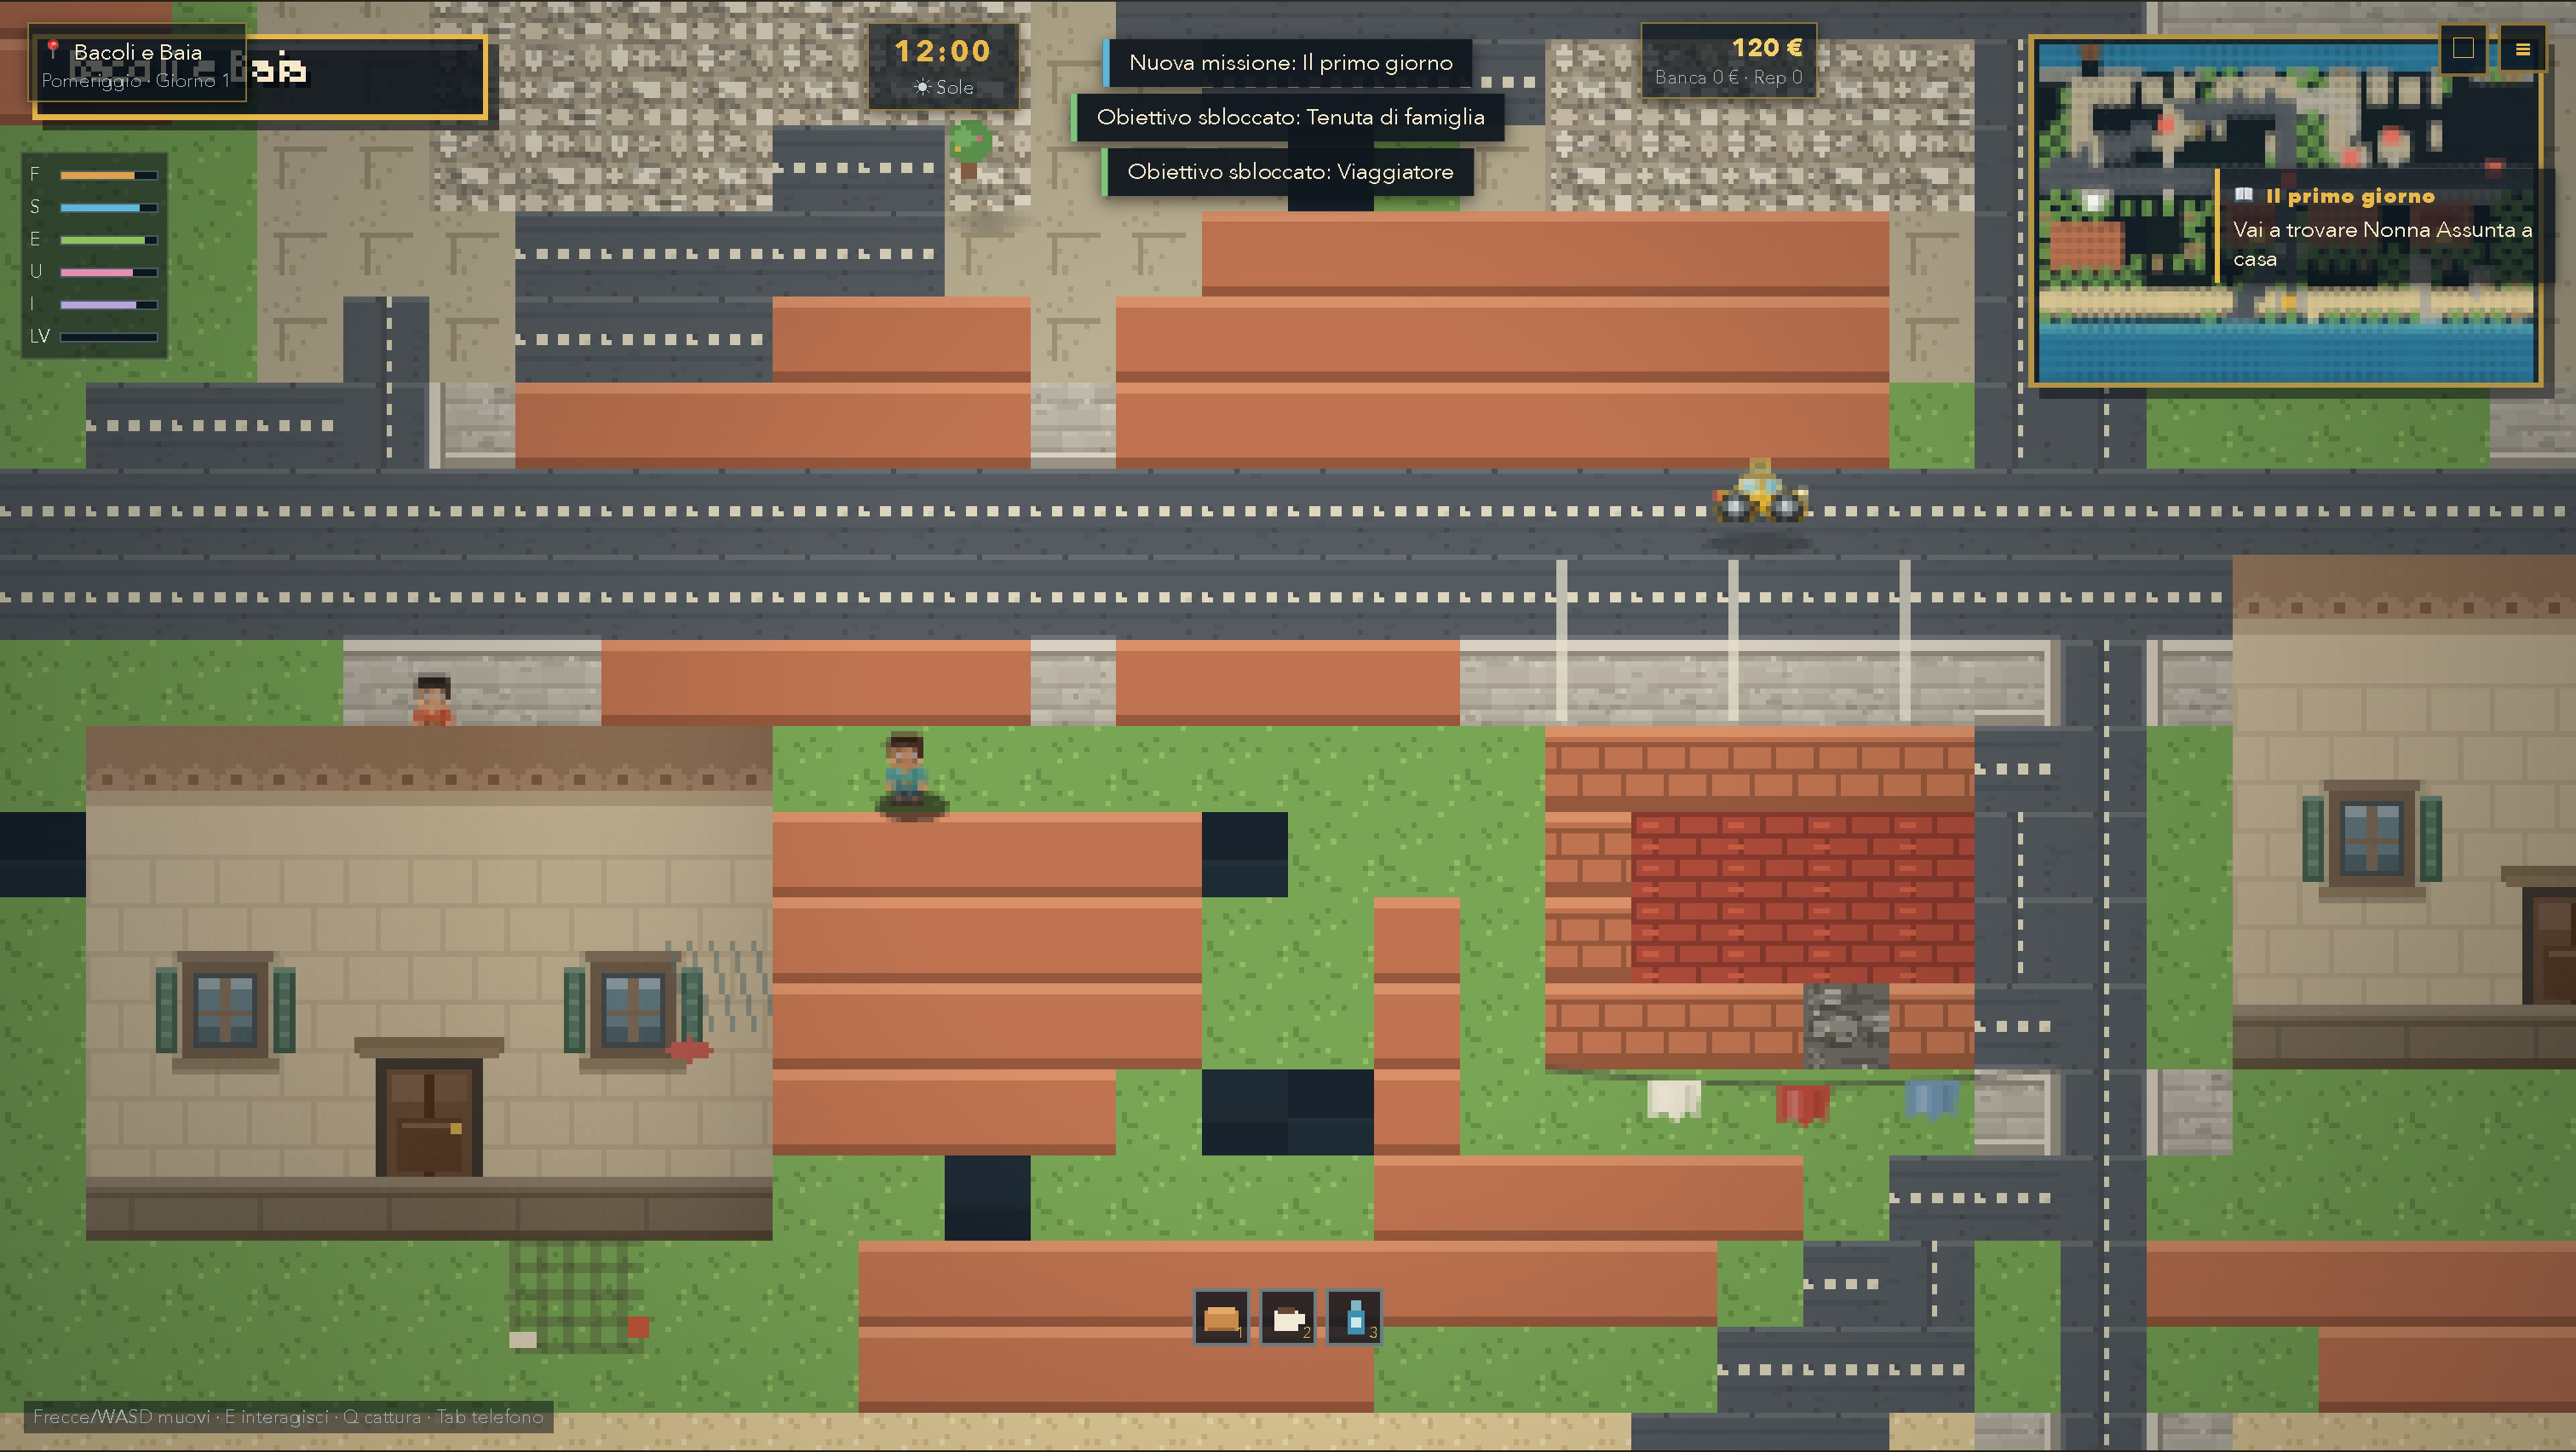 Bacoli e Baia
Pomeriggio · Giorno 1
12:00
Sole
Nuova missione: Il primo giorno
Obiettivo sbloccato: Tenuta di famiglia
Obiettivo sbloccato: Viaggiatore
120 €
Banca 0 € · Rep 0
F
S
E
U
I
LV
Il primo giorno
Vai a trovare Nonna Assunta a
casa
1
2
3
Frecce/WASD muovi · E interagisci · Q cattura · Tab telefono